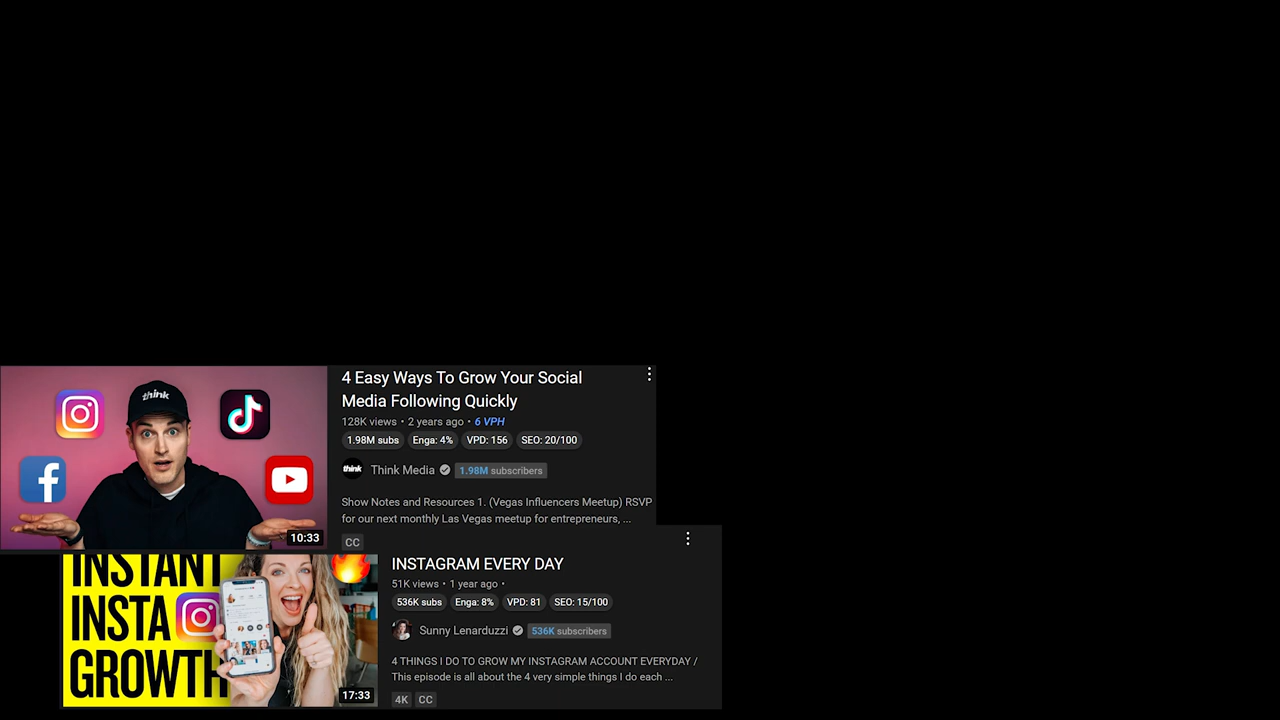 think
10:33
4 Easy Ways To Grow Your Social
Media Following Quickly
128K views • 2 years ago • 6 VPH
1.98M subs Enga: 4% VPD: 156 SEO: 20/100
think Think Media 1.98M subscribers
Show Notes and Resources 1. (Vegas Influencers Meetup) RSVP
for our next monthly Las Vegas meetup for entrepreneurs, ...
CC
INSTANT
INSTA
GROWTH
17:33
INSTAGRAM EVERY DAY
51K views • 1 year ago •
536K subs Enga: 8% VPD: 81 SEO: 15/100
Sunny Lenarduzzi 536K subscribers
4 THINGS I DO TO GROW MY INSTAGRAM ACCOUNT EVERYDAY /
This episode is all about the 4 very simple things I do each ...
4K CC